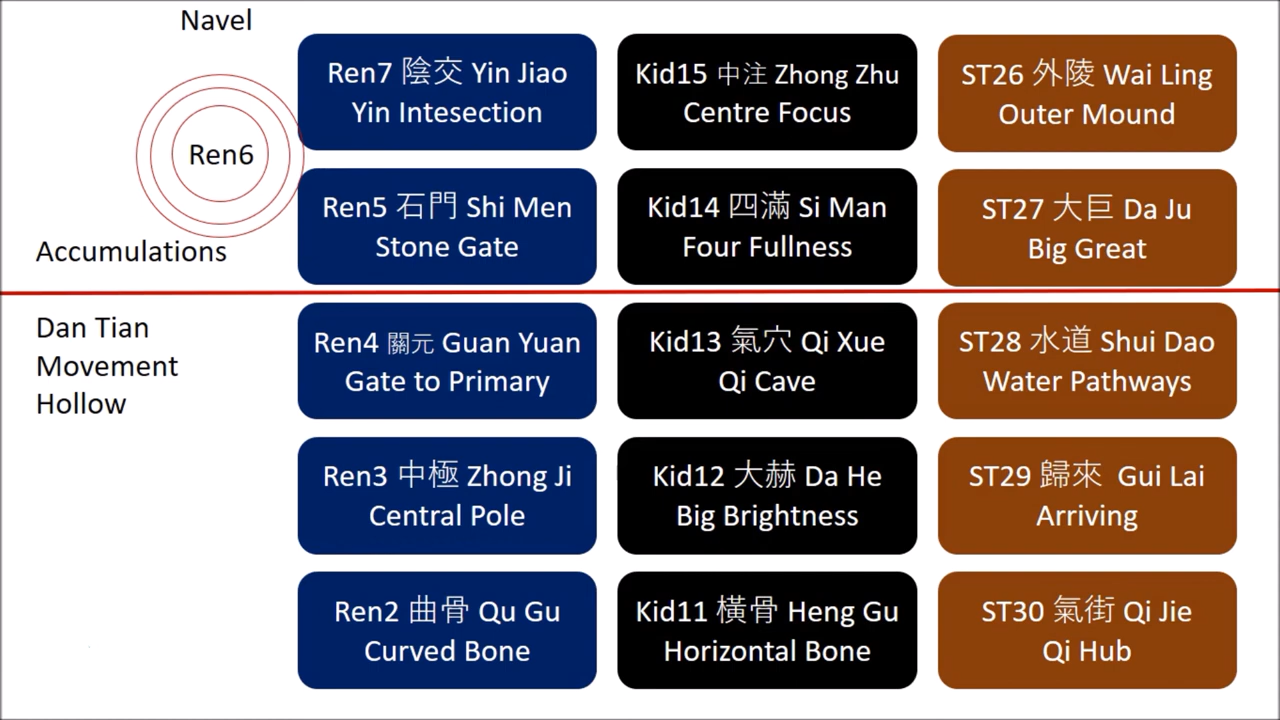 Navel
Ren6
Accumulations
Dan Tian
Movement
Hollow
Ren7 陰交 Yin Jiao
Yin Intesection
Kid15 中注 Zhong Zhu
Centre Focus
ST26 外陵 Wai Ling
Outer Mound
Ren5 石門 Shi Men
Stone Gate
Kid14 四滿 Si Man
Four Fullness
ST27 大巨 Da Ju
Big Great
Ren4 關元 Guan Yuan
Gate to Primary
Kid13 氣穴 Qi Xue
Qi Cave
ST28 水道 Shui Dao
Water Pathways
Ren3 中極 Zhong Ji
Central Pole
Kid12 大赫 Da He
Big Brightness
ST29 歸來 Gui Lai
Arriving
Ren2 曲骨 Qu Gu
Curved Bone
Kid11 橫骨 Heng Gu
Horizontal Bone
ST30 氣街 Qi Jie
Qi Hub